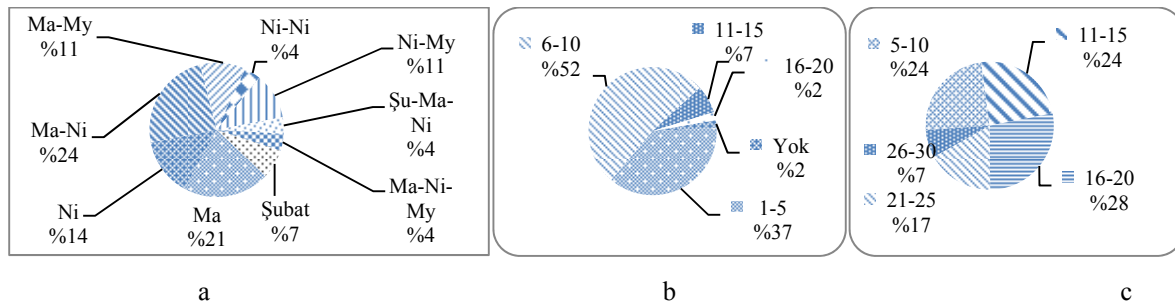 Ma-My
%11
Ni-Ni
%4
Ni-My
%11
Şu-Ma-
Ni
%4
Ma-Ni-
My
%4
Şubat
%7
Ma
%21
Ni
%14
Ma-Ni
%24
a
6-10
%52
11-15
%7
16-20
%2
Yok
%2
1-5
%37
b
5-10
%24
11-15
%24
16-20
%28
21-25
%17
26-30
%7
c